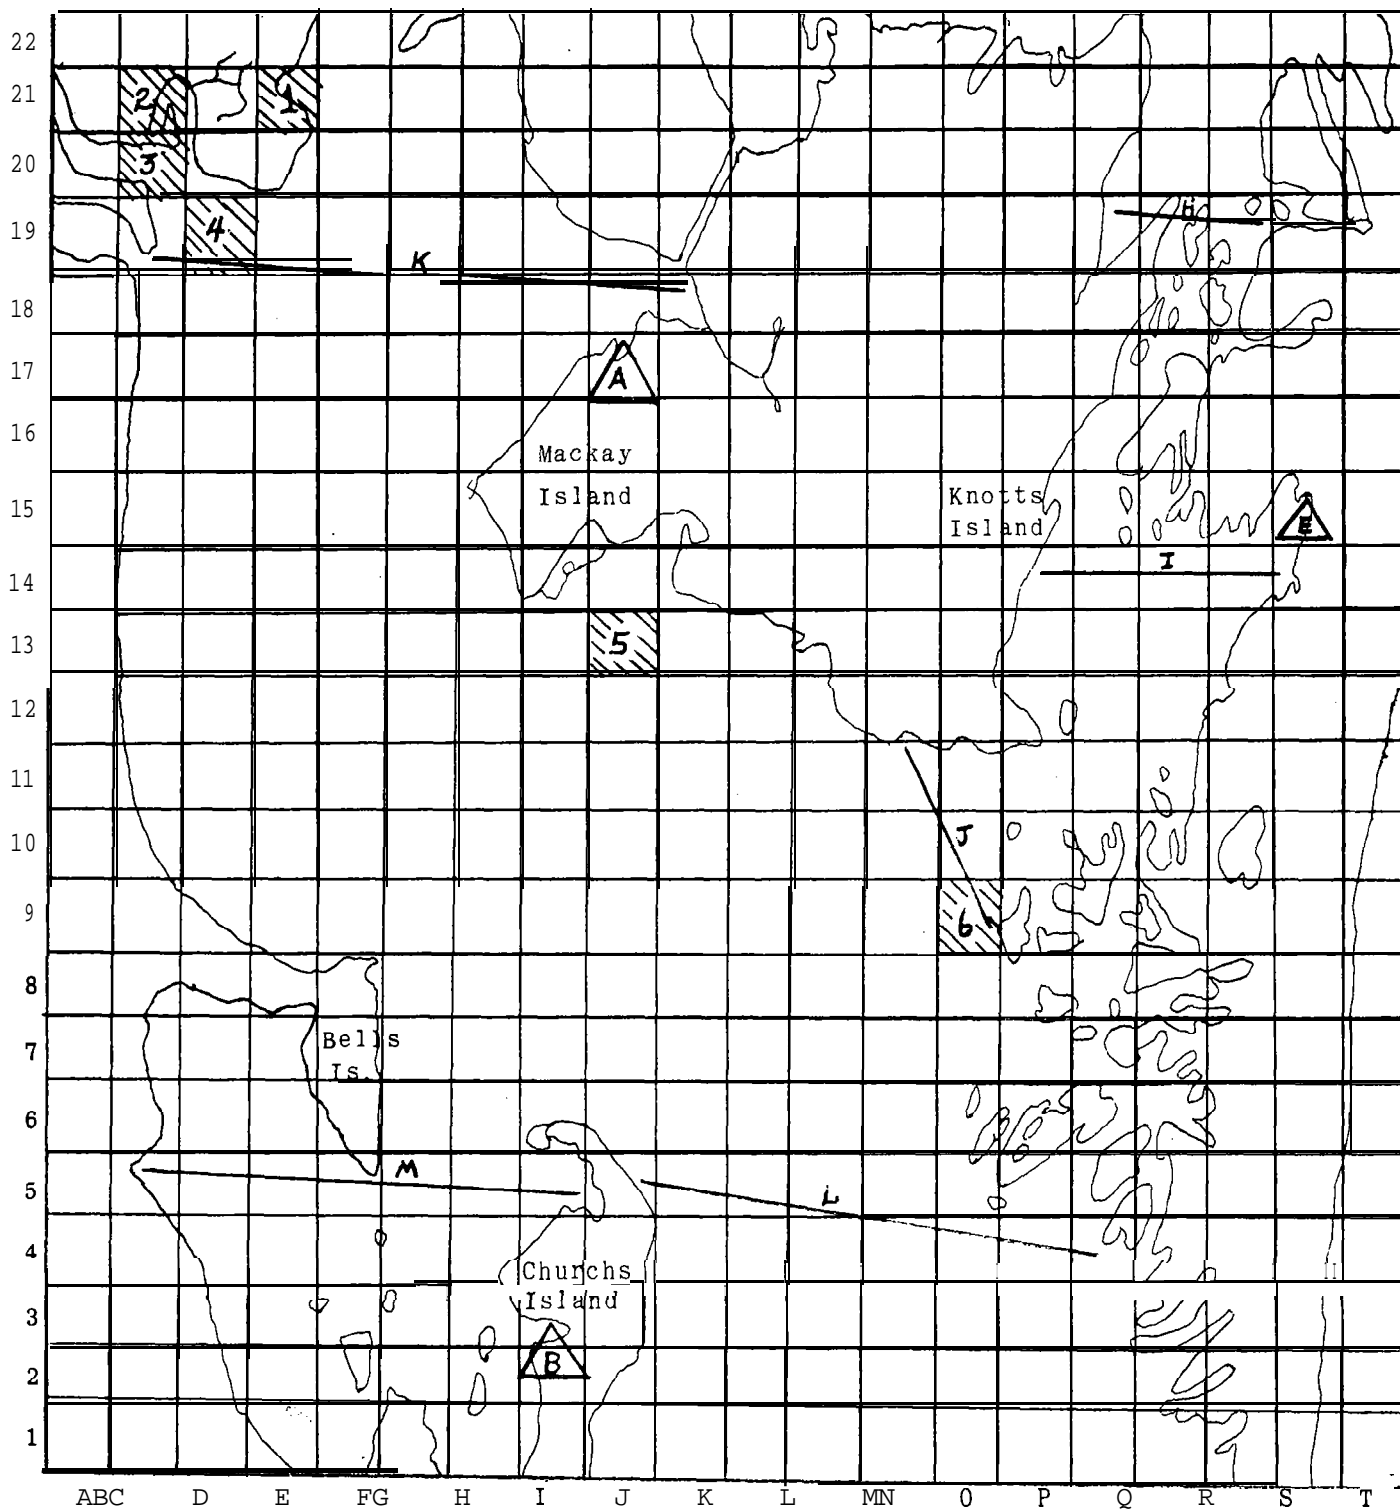 22
21 2 1
20 3
19 4 H
K
18
17 A
16
Mackay
15 Island Knotts
Island E
14 I
13 5
12
11
10 J
9 6
8
7 Bells
Is.
6
M
5 L
4
Churchs
3 Island
2 B
1
ABC D E FG H I J K L MN O P Q R S T